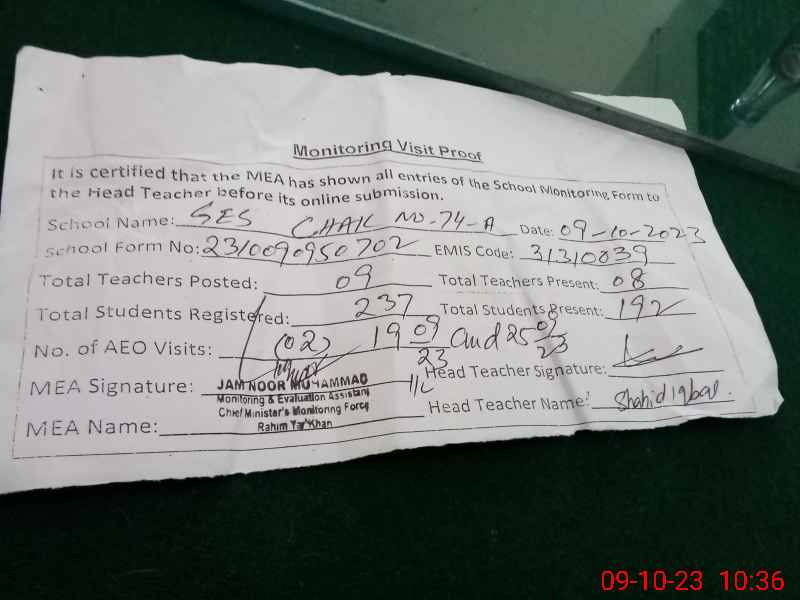 Monitoring Visit Proof
It is certified that the MEA has shown all entries of the School Monitoring Form to
the Head Teacher before its online submission.
School Name: GES CHAK NO. 74-A Date: 09-10-2023
School Form No: 2310090950702 EMIS Code: 31310039
Total Teachers Posted: 09 Total Teachers Present: 08
Total Students Registered: 237 Total Students Present: 192
No. of AEO Visits: (02) 19 09/23 and 25 09/23
MEA Signature: Head Teacher Signature:
JAM NOOR MUHAMMAD
Monitoring & Evaluation Assistant
Chief Minister's Monitoring Force
Rahim Yar Khan
I/C
MEA Name: Head Teacher Name: Shahid iqbal
09-10-23 10:36